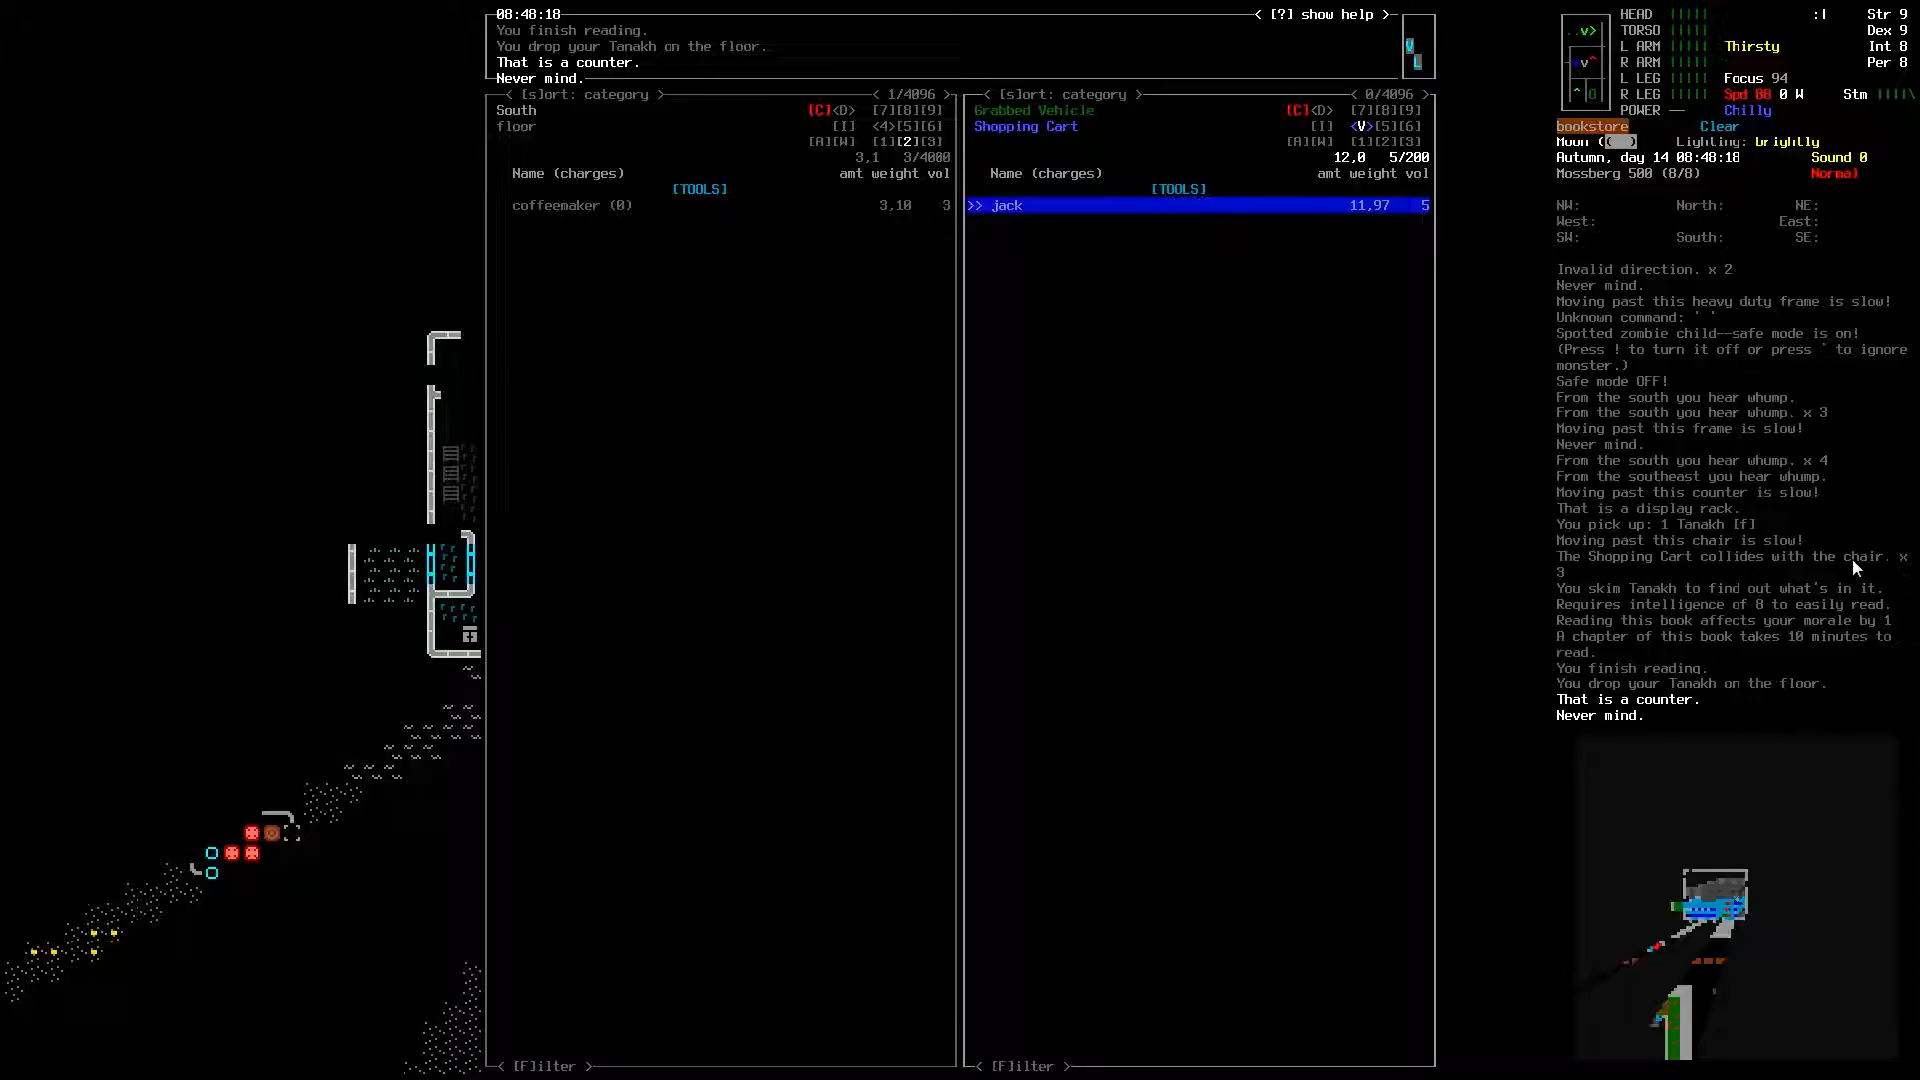 08:48:18 < [?] show help >
You finish reading.
You drop your Tanakh on the floor.
That is a counter.
Never mind.
< [s]ort: category > < 1/4096 >
South [C]<D> [7][8][9]
floor [I] <4>[5][6]
[A][W] [1][2][3]
3,1 3/4000
Name (charges) amt weight vol
[TOOLS]
coffeemaker (0) 3,10 3
< [F]ilter >
< [s]ort: category > < 0/4096 >
Grabbed Vehicle [C]<D> [7][8][9]
Shopping Cart [I] <V>[5][6]
[A][W] [1][2][3]
12,0 5/200
Name (charges) amt weight vol
[TOOLS]
>> jack 11,97 5
< [F]ilter >
HEAD ||||| :| Str 9
TORSO ||||| Dex 9
L ARM ||||| Thirsty Int 8
R ARM ||||| Per 8
L LEG ||||| Focus 94
R LEG ||||| Spd 88 0 W Stm ||||\
POWER -- Chilly
bookstore Clear
Moon ( ) Lighting: brightly
Autumn, day 14 08:48:18 Sound 0
Mossberg 500 (8/8) Normal
NW: North: NE:
West: East:
SW: South: SE:
Invalid direction. x 2
Never mind.
Moving past this heavy duty frame is slow!
Unknown command: ' '
Spotted zombie child--safe mode is on!
(Press ! to turn it off or press ' to ignore
monster.)
Safe mode OFF!
From the south you hear whump.
From the south you hear whump. x 3
Moving past this frame is slow!
Never mind.
From the south you hear whump. x 4
From the southeast you hear whump.
Moving past this counter is slow!
That is a display rack.
You pick up: 1 Tanakh [f]
Moving past this chair is slow!
The Shopping Cart collides with the chair. x
3
You skim Tanakh to find out what's in it.
Requires intelligence of 8 to easily read.
Reading this book affects your morale by 1
A chapter of this book takes 10 minutes to
read.
You finish reading.
You drop your Tanakh on the floor.
That is a counter.
Never mind.